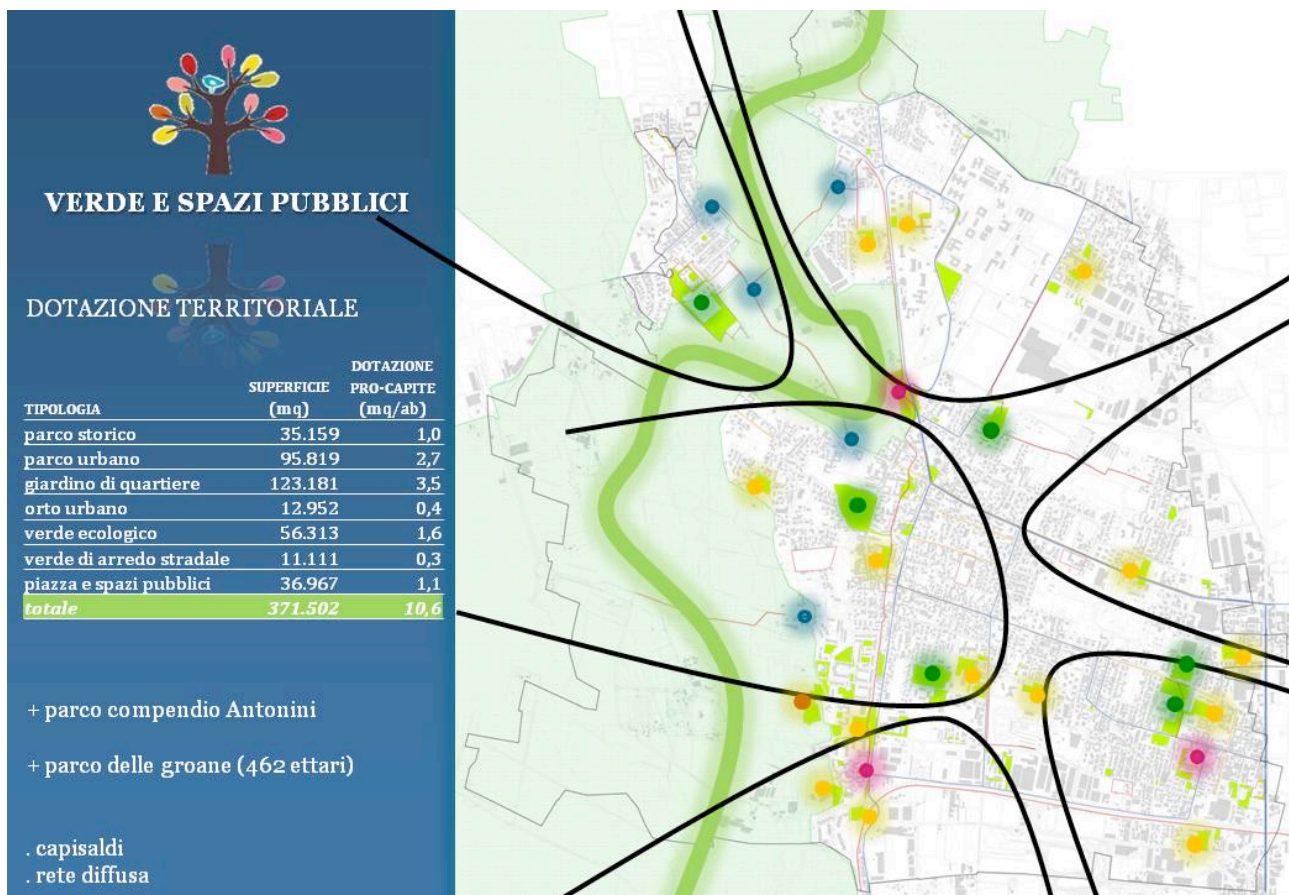 VERDE E SPAZI PUBBLICI
DOTAZIONE TERRITORIALE
TIPOLOGIA SUPERFICIE (mq) DOTAZIONE PRO-CAPITE (mq/ab)
parco storico 35.159 1,0
parco urbano 95.819 2,7
giardino di quartiere 123.181 3,5
orto urbano 12.952 0,4
verde ecologico 56.313 1,6
verde di arredo stradale 11.111 0,3
piazza e spazi pubblici 36.967 1,1
totale 371.502 10,6
+ parco compendio Antonini
+ parco delle groane (462 ettari)
. capisaldi
. rete diffusa